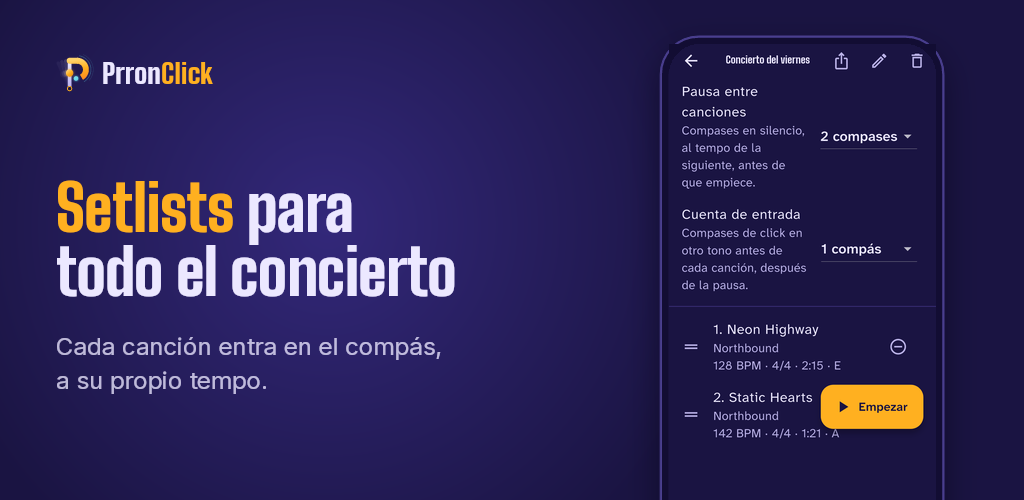 PrronClick
Setlists para
todo el concierto
Cada canción entra en el compás,
a su propio tempo.
Concierto del viernes
Pausa entre
canciones
Compases en silencio,
al tempo de la
siguiente, antes de
que empiece.
2 compases
Cuenta de entrada
Compases de click en
otro tono antes de
cada canción, después
de la pausa.
1 compás
1. Neon Highway
Northbound
128 BPM · 4/4 · 2:15 · E
2. Static Hearts
Northbound
142 BPM · 4/4 · 1:21 · A
Empezar